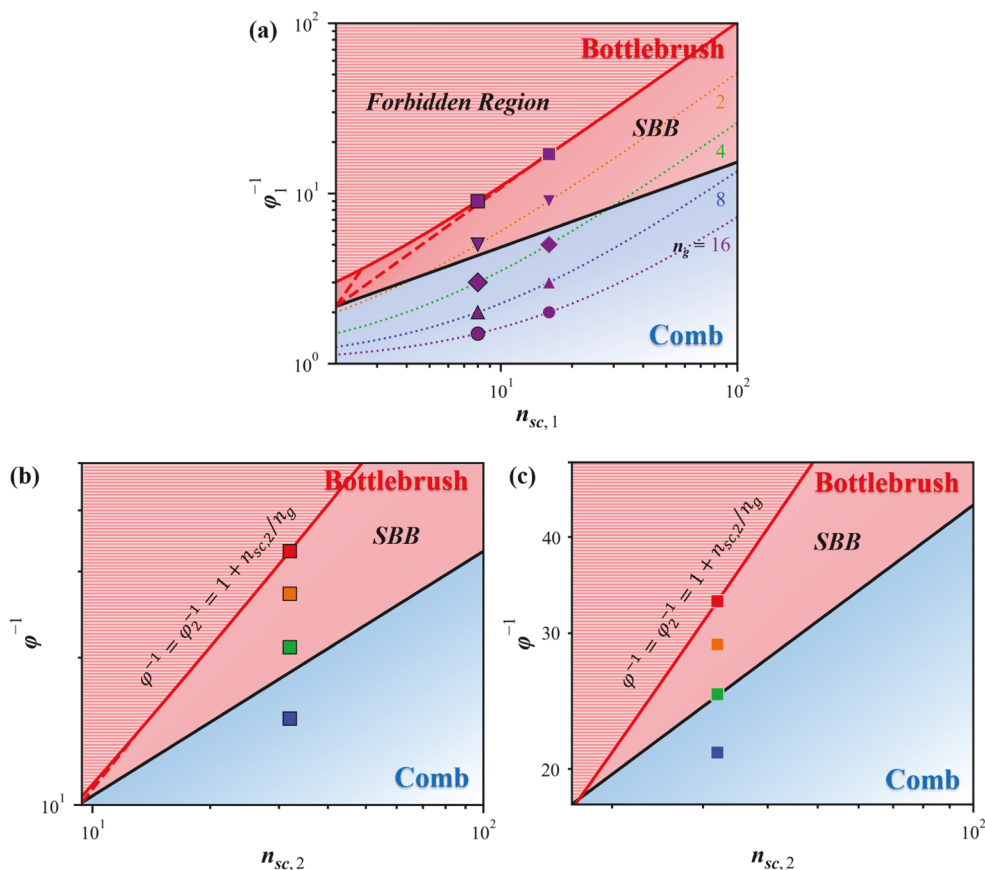 (a)
10²
Bottlebrush
Forbidden Region
2
SBB
4
φ₁⁻¹
10¹
8
n_g = 16
Comb
10⁰
10¹
10²
n_sc, 1
(b)
Bottlebrush
SBB
φ⁻¹ = φ₂⁻¹ = 1 + n_sc,2/n_g
φ⁻¹
Comb
10¹
10¹
10²
n_sc, 2
(c)
Bottlebrush
40
SBB
φ⁻¹ = φ₂⁻¹ = 1 + n_sc,2/n_g
φ⁻¹
30
20
Comb
10²
n_sc, 2